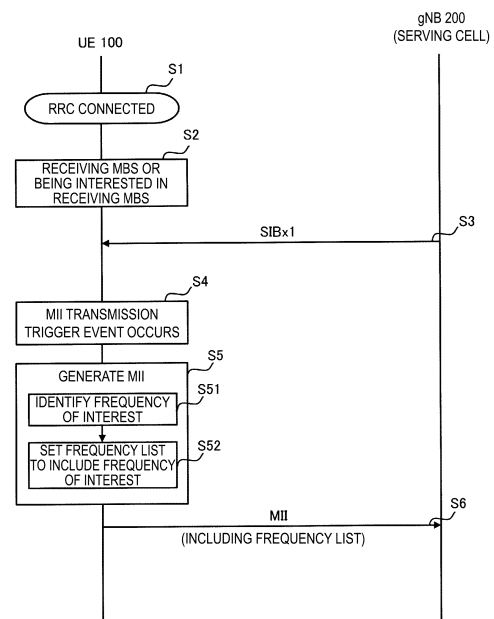 gNB 200
(SERVING CELL)
UE 100
S1
RRC CONNECTED
S2
RECEIVING MBS OR
BEING INTERESTED IN
RECEIVING MBS
S3
SIBx1
S4
MII TRANSMISSION
TRIGGER EVENT OCCURS
S5
GENERATE MII
S51
IDENTIFY FREQUENCY
OF INTEREST
S52
SET FREQUENCY LIST
TO INCLUDE FREQUENCY
OF INTEREST
S6
MII
(INCLUDING FREQUENCY LIST)